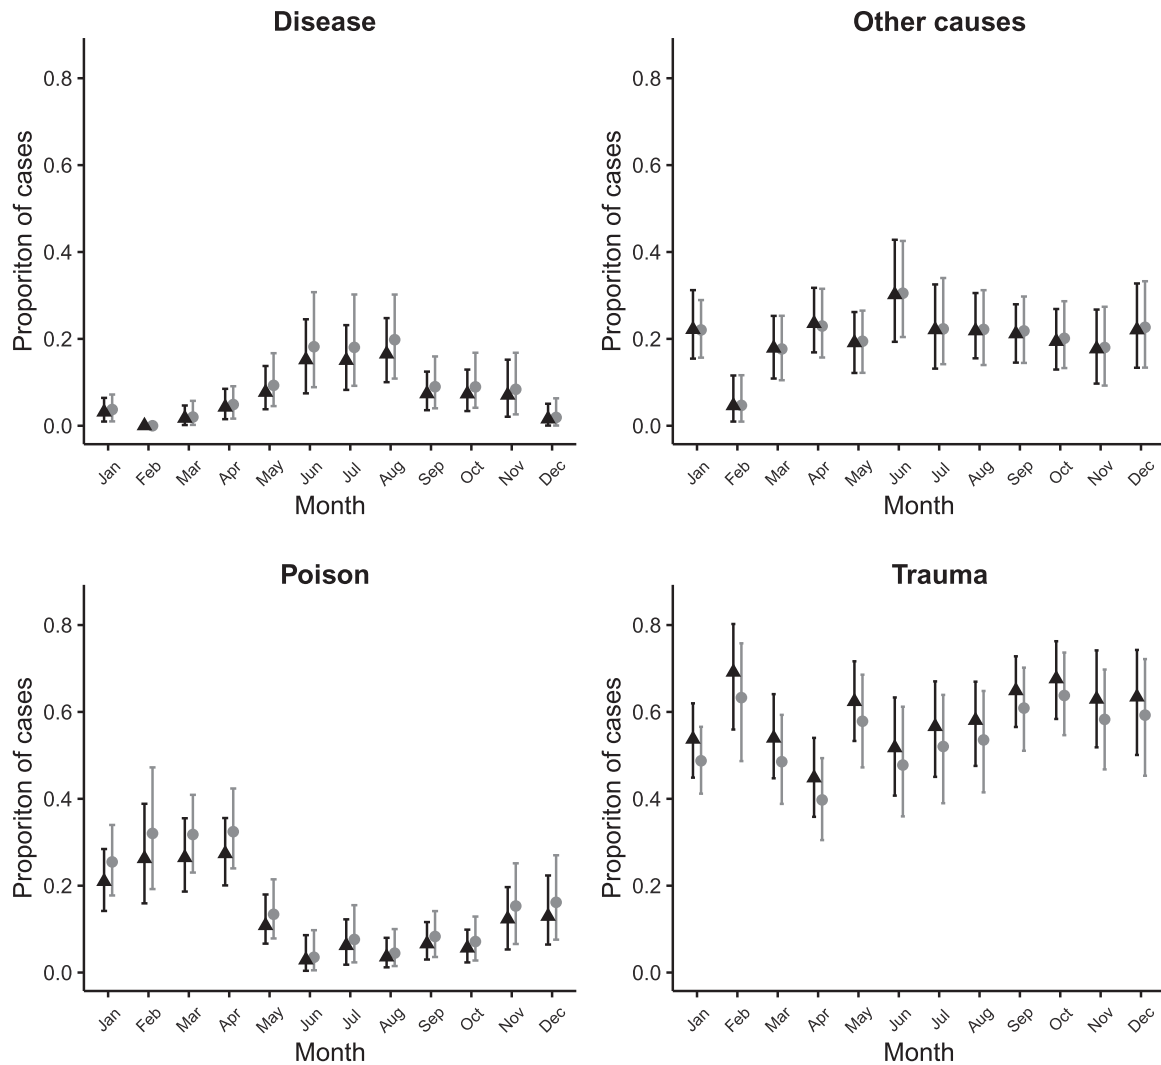 Disease
Proporiton of cases
0.8
0.6
0.4
0.2
0.0
Jan Feb Mar Apr May Jun Jul Aug Sep Oct Nov Dec
Month
Other causes
Proporiton of cases
0.8
0.6
0.4
0.2
0.0
Jan Feb Mar Apr May Jun Jul Aug Sep Oct Nov Dec
Month
Poison
Proporiton of cases
0.8
0.6
0.4
0.2
0.0
Jan Feb Mar Apr May Jun Jul Aug Sep Oct Nov Dec
Month
Trauma
Proporiton of cases
0.8
0.6
0.4
0.2
0.0
Jan Feb Mar Apr May Jun Jul Aug Sep Oct Nov Dec
Month